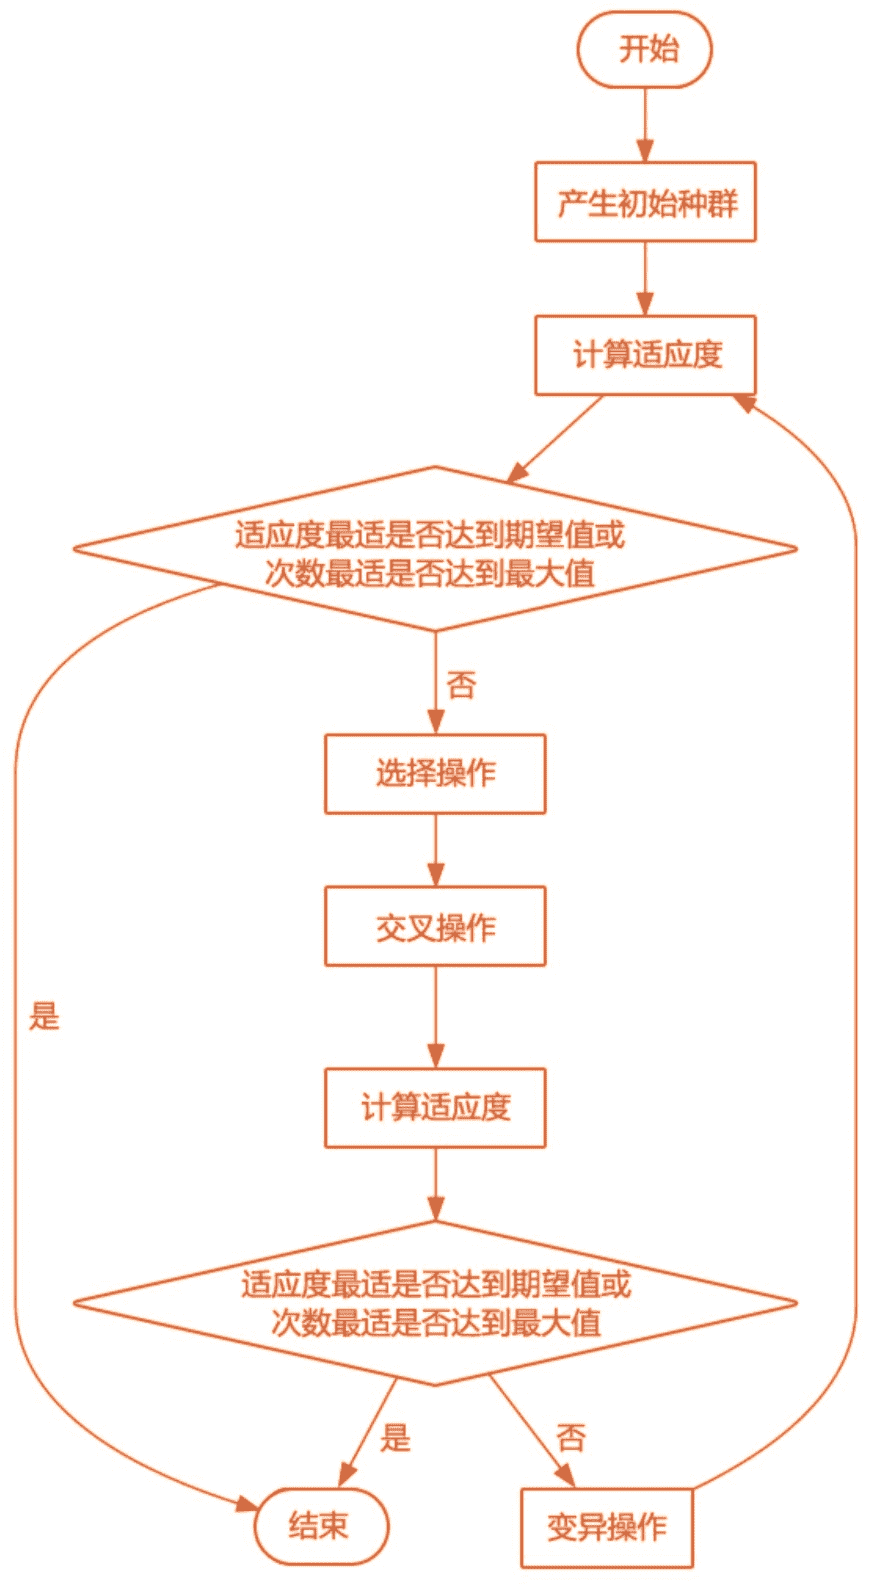 开始
产生初始种群
计算适应度
适应度最适是否达到期望值或
次数最适是否达到最大值
否
选择操作
交叉操作
是
计算适应度
适应度最适是否达到期望值或
次数最适是否达到最大值
是
否
结束
变异操作